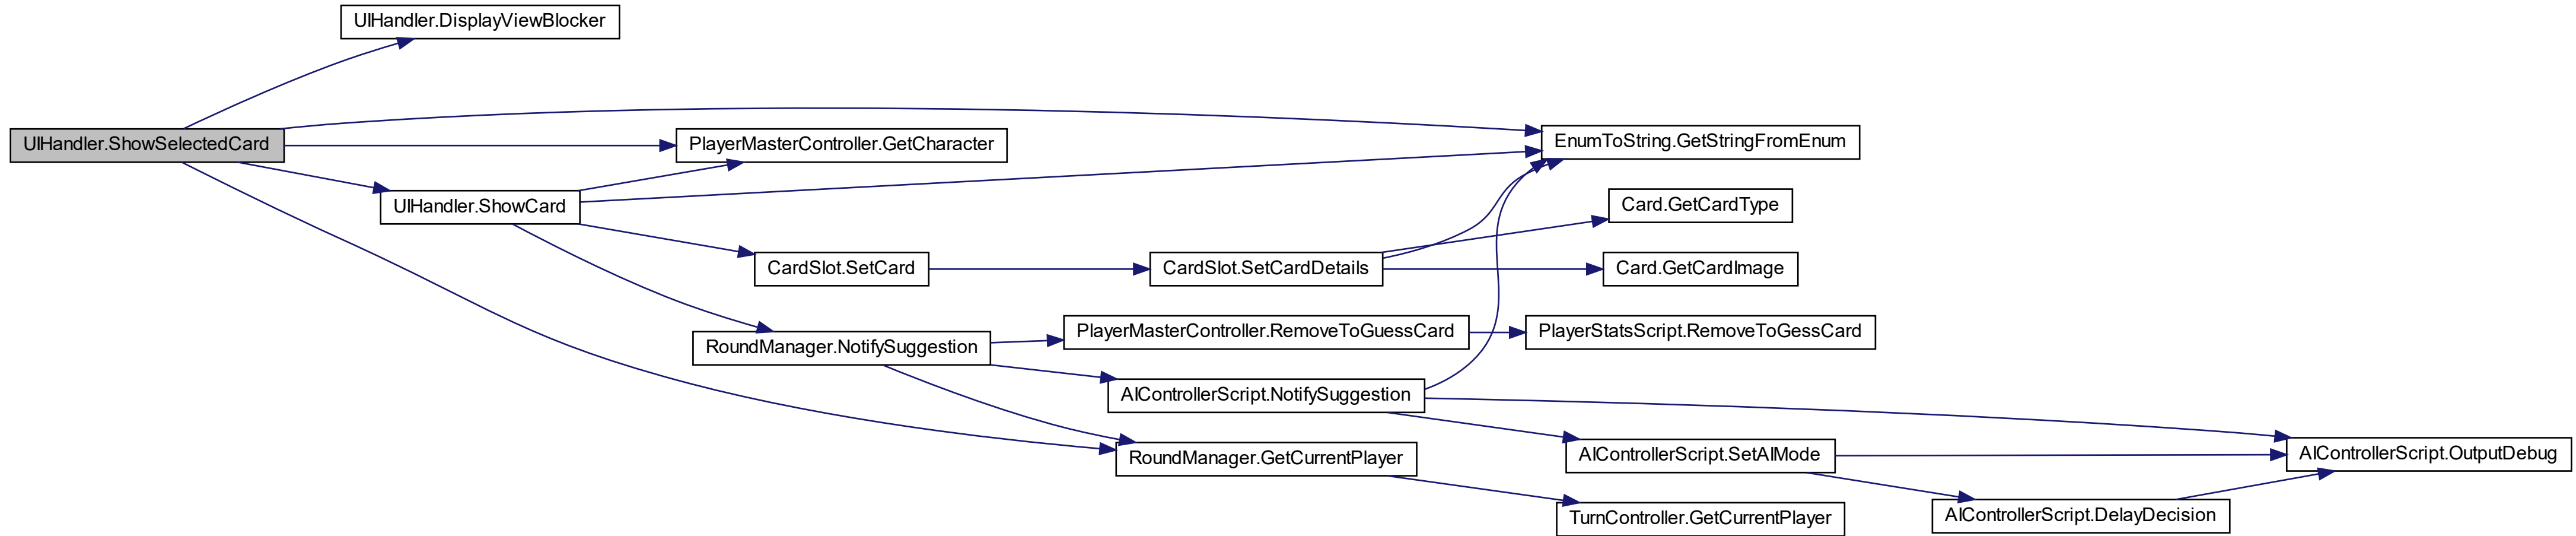 UIHandler.DisplayViewBlocker
UIHandler.ShowSelectedCard
PlayerMasterController.GetCharacter
EnumToString.GetStringFromEnum
UIHandler.ShowCard
Card.GetCardType
CardSlot.SetCard
CardSlot.SetCardDetails
Card.GetCardImage
PlayerMasterController.RemoveToGuessCard
PlayerStatsScript.RemoveToGessCard
RoundManager.NotifySuggestion
AIControllerScript.NotifySuggestion
RoundManager.GetCurrentPlayer
AIControllerScript.SetAIMode
AIControllerScript.OutputDebug
TurnController.GetCurrentPlayer
AIControllerScript.DelayDecision